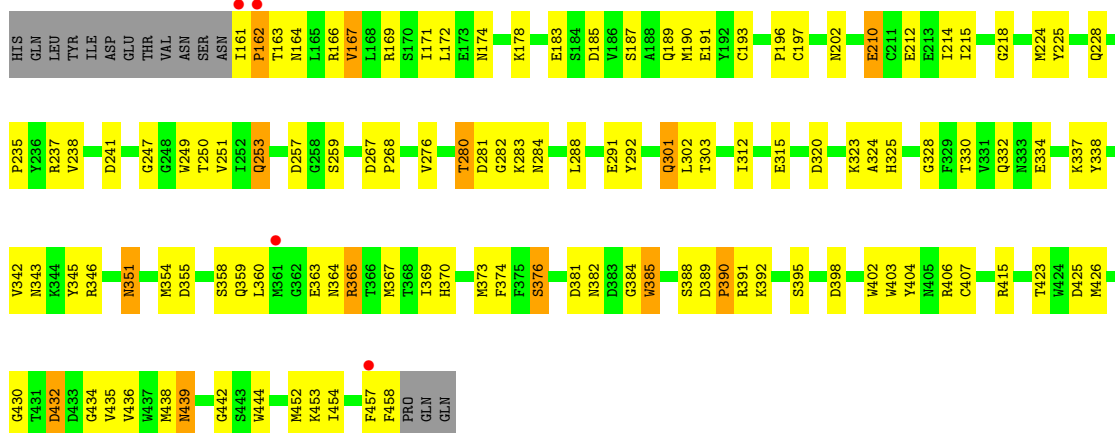 HIS GLN LEU TYR ILE ASP GLU THR VAL ASN SER ASN I161 P162 T163 N164 L165 R166 V167 L168 R169 S170 I171 L172 E173 N174 K178 E183 S184 D185 V186 S187 A188 Q189 M190 E191 Y192 C193 P196 C197 N202 E210 C211 E212 E213 I214 I215 G218 M224 Y225 Q228
P235 Y236 R237 V238 D241 G247 G248 W249 T250 V251 I252 Q253 D257 G258 S259 D267 P268 V276 T280 D281 G282 K283 N284 L288 E291 Y292 Q301 L302 T303 I312 E315 D320 K323 A324 H325 G328 F329 T330 V331 Q332 N333 E334 K337 Y338
V342 N343 K344 Y345 R346 N351 M354 D355 S358 Q359 L360 M361 G362 E363 N364 R365 T366 M367 T368 I369 H370 M373 F374 F375 S376 D381 N382 D383 G384 W385 S388 D389 P390 R391 K392 S395 D398 W402 W403 Y404 N405 R406 C407 R415 T423 W424 D425 M426
G430 T431 D432 D433 G434 V435 V436 W437 M438 N439 G442 S443 W444 M452 K453 I454 F457 F458 PRO GLN GLN